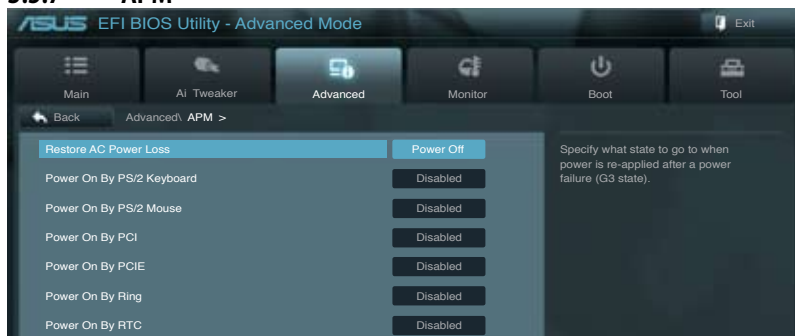 ASUS EFI BIOS Utility - Advanced Mode
Exit
Main
Ai Tweaker
Advanced
Monitor
Boot
Tool
Back
Advanced\ APM >
Restore AC Power Loss Power Off
Power On By PS/2 Keyboard Disabled
Power On By PS/2 Mouse Disabled
Power On By PCI Disabled
Power On By PCIE Disabled
Power On By Ring Disabled
Power On By RTC Disabled
Specify what state to go to when
power is re-applied after a power
failure (G3 state).